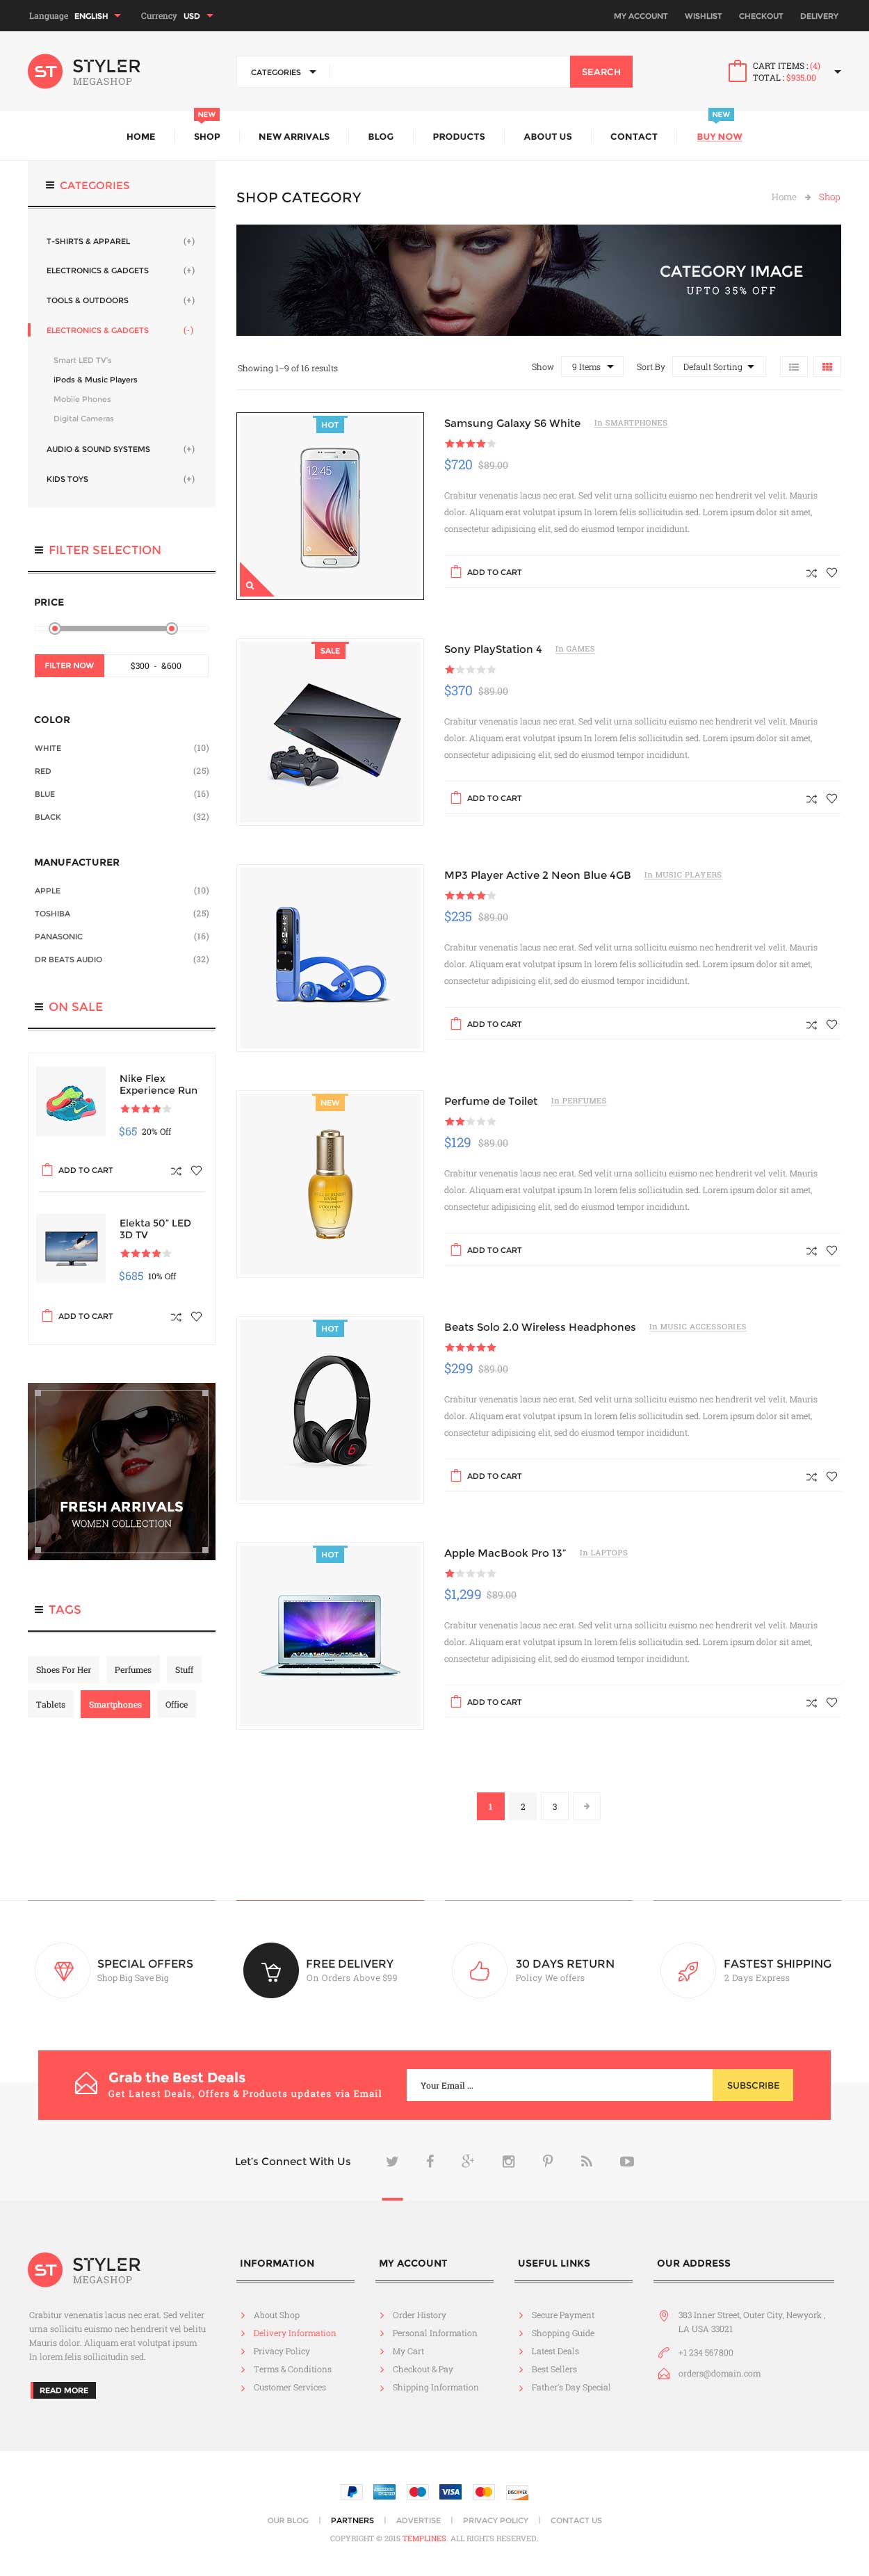 Language ENGLISH Currency USD MY ACCOUNT WISHLIST CHECKOUT DELIVERY
ST STYLER
MEGASHOP
CATEGORIES SEARCH
CART ITEMS : (4)
TOTAL : $935.00
NEW NEW
HOME SHOP NEW ARRIVALS BLOG PRODUCTS ABOUT US CONTACT BUY NOW
CATEGORIES
T-SHIRTS & APPAREL (+)
ELECTRONICS & GADGETS (+)
TOOLS & OUTDOORS (+)
ELECTRONICS & GADGETS (-)
Smart LED TV's
iPods & Music Players
Mobile Phones
Digital Cameras
AUDIO & SOUND SYSTEMS (+)
KIDS TOYS (+)
FILTER SELECTION
PRICE
FILTER NOW $300 - &600
COLOR
WHITE (10)
RED (25)
BLUE (16)
BLACK (32)
MANUFACTURER
APPLE (10)
TOSHIBA (25)
PANASONIC (16)
DR BEATS AUDIO (32)
ON SALE
Nike Flex
Experience Run
$65 20% Off
ADD TO CART
Elekta 50" LED
3D TV
$685 10% Off
ADD TO CART
FRESH ARRIVALS
WOMEN COLLECTION
TAGS
Shoes For Her Perfumes Stuff
Tablets Smartphones Office
SHOP CATEGORY Home Shop
CATEGORY IMAGE
UPTO 35% OFF
Showing 1–9 of 16 results Show 9 Items Sort By Default Sorting
HOT
12:45
Samsung Galaxy S6 White In SMARTPHONES
$720 $89.00
Crabitur venenatis lacus nec erat. Sed velit urna sollicitu euismo nec hendrerit vel velit. Mauris
dolor. Aliquam erat volutpat ipsum In lorem felis sollicitudin sed. Lorem ipsum dolor sit amet,
consectetur adipisicing elit, sed do eiusmod tempor incididunt.
ADD TO CART
SALE
Sony PlayStation 4 In GAMES
$370 $89.00
Crabitur venenatis lacus nec erat. Sed velit urna sollicitu euismo nec hendrerit vel velit. Mauris
dolor. Aliquam erat volutpat ipsum In lorem felis sollicitudin sed. Lorem ipsum dolor sit amet,
consectetur adipisicing elit, sed do eiusmod tempor incididunt.
ADD TO CART
MP3 Player Active 2 Neon Blue 4GB In MUSIC PLAYERS
$235 $89.00
Crabitur venenatis lacus nec erat. Sed velit urna sollicitu euismo nec hendrerit vel velit. Mauris
dolor. Aliquam erat volutpat ipsum In lorem felis sollicitudin sed. Lorem ipsum dolor sit amet,
consectetur adipisicing elit, sed do eiusmod tempor incididunt.
ADD TO CART
NEW
Perfume de Toilet In PERFUMES
$129 $89.00
Crabitur venenatis lacus nec erat. Sed velit urna sollicitu euismo nec hendrerit vel velit. Mauris
dolor. Aliquam erat volutpat ipsum In lorem felis sollicitudin sed. Lorem ipsum dolor sit amet,
consectetur adipisicing elit, sed do eiusmod tempor incididunt.
ADD TO CART
HOT
Beats Solo 2.0 Wireless Headphones In MUSIC ACCESSORIES
$299 $89.00
Crabitur venenatis lacus nec erat. Sed velit urna sollicitu euismo nec hendrerit vel velit. Mauris
dolor. Aliquam erat volutpat ipsum In lorem felis sollicitudin sed. Lorem ipsum dolor sit amet,
consectetur adipisicing elit, sed do eiusmod tempor incididunt.
ADD TO CART
HOT
Apple MacBook Pro 13" In LAPTOPS
$1,299 $89.00
Crabitur venenatis lacus nec erat. Sed velit urna sollicitu euismo nec hendrerit vel velit. Mauris
dolor. Aliquam erat volutpat ipsum In lorem felis sollicitudin sed. Lorem ipsum dolor sit amet,
consectetur adipisicing elit, sed do eiusmod tempor incididunt.
ADD TO CART
1 2 3
SPECIAL OFFERS
Shop Big Save Big
FREE DELIVERY
On Orders Above $99
30 DAYS RETURN
Policy We offers
FASTEST SHIPPING
2 Days Express
Grab the Best Deals
Get Latest Deals, Offers & Products updates via Email
Your Email ... SUBSCRIBE
Let's Connect With Us
ST STYLER
MEGASHOP
Crabitur venenatis lacus nec erat. Sed veliter
urna sollicitu euismo nec hendrerit vel belitu
Mauris dolor. Aliquam erat volutpat ipsum
In lorem felis sollicitudin sed.
READ MORE
INFORMATION
About Shop
Delivery Information
Privacy Policy
Terms & Conditions
Customer Services
MY ACCOUNT
Order History
Personal Information
My Cart
Checkout & Pay
Shipping Information
USEFUL LINKS
Secure Payment
Shopping Guide
Latest Deals
Best Sellers
Father's Day Special
OUR ADDRESS
383 Inner Street, Outer City, Newyork ,
LA USA 33021
+1 234 567800
orders@domain.com
VISA DISCOVER
OUR BLOG | PARTNERS | ADVERTISE | PRIVACY POLICY | CONTACT US
COPYRIGHT © 2015 TEMPLINES. ALL RIGHTS RESERVED.